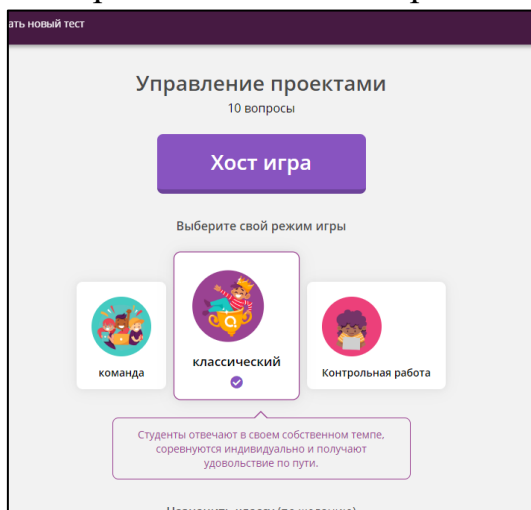 ать новый тест
Управление проектами
10 вопросы
Хост игра
Выберите свой режим игры
команда
классический
Контрольная работа
Студенты отвечают в своем собственном темпе,
соревнуются индивидуально и получают
удовольствие по пути.